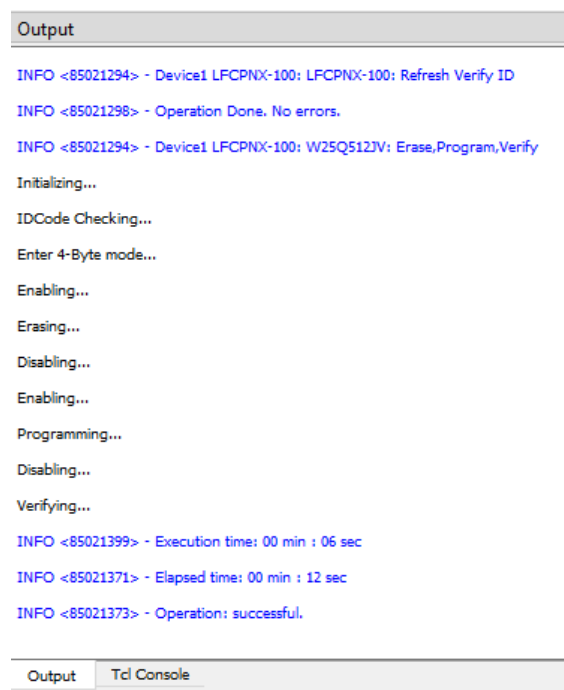 Output
INFO <85021294> - Device1 LFCPNX-100: LFCPNX-100: Refresh Verify ID
INFO <85021298> - Operation Done. No errors.
INFO <85021294> - Device1 LFCPNX-100: W25Q512JV: Erase,Program,Verify
Initializing...
IDCode Checking...
Enter 4-Byte mode...
Enabling...
Erasing...
Disabling...
Enabling...
Programming...
Disabling...
Verifying...
INFO <85021399> - Execution time: 00 min : 06 sec
INFO <85021371> - Elapsed time: 00 min : 12 sec
INFO <85021373> - Operation: successful.
Output Tcl Console